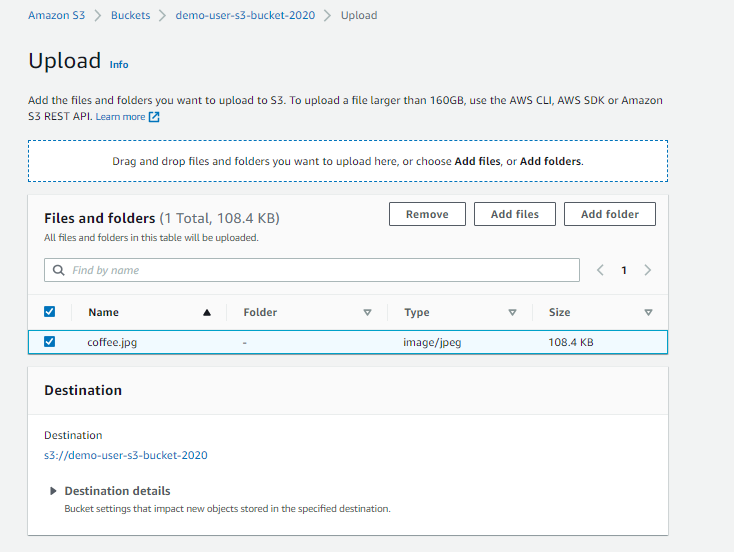 Amazon S3 > Buckets > demo-user-s3-bucket-2020 > Upload
Upload Info
Add the files and folders you want to upload to S3. To upload a file larger than 160GB, use the AWS CLI, AWS SDK or Amazon
S3 REST API. Learn more
Drag and drop files and folders you want to upload here, or choose Add files, or Add folders.
Files and folders (1 Total, 108.4 KB)
Remove Add files Add folder
All files and folders in this table will be uploaded.
Find by name
< 1 >
Name Folder Type Size
coffee.jpg - image/jpeg 108.4 KB
Destination
Destination
s3://demo-user-s3-bucket-2020
Destination details
Bucket settings that impact new objects stored in the specified destination.